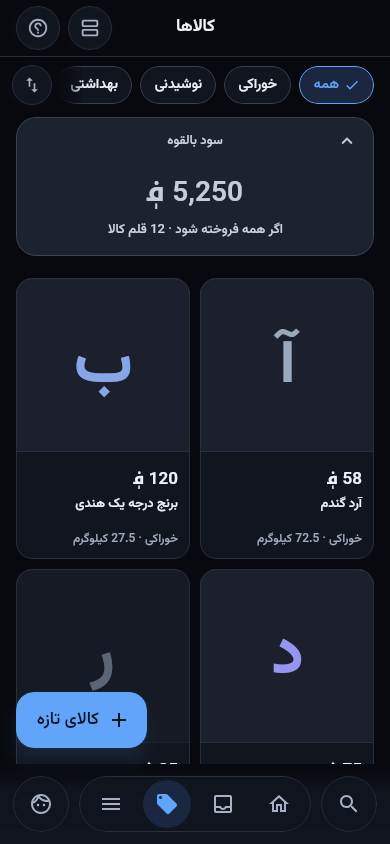 کالاها
همه
خوراکی
نوشیدنی
بهداشتی
سود بالقوه
5,250 ؋
اگر همه فروخته شود · 12 قلم کالا
آ
58 ؋
آرد گندم
خوراکی · 72.5 کیلوگرم
ب
120 ؋
برنج درجه یک هندی
خوراکی · 27.5 کیلوگرم
د
ر
کالای تازه